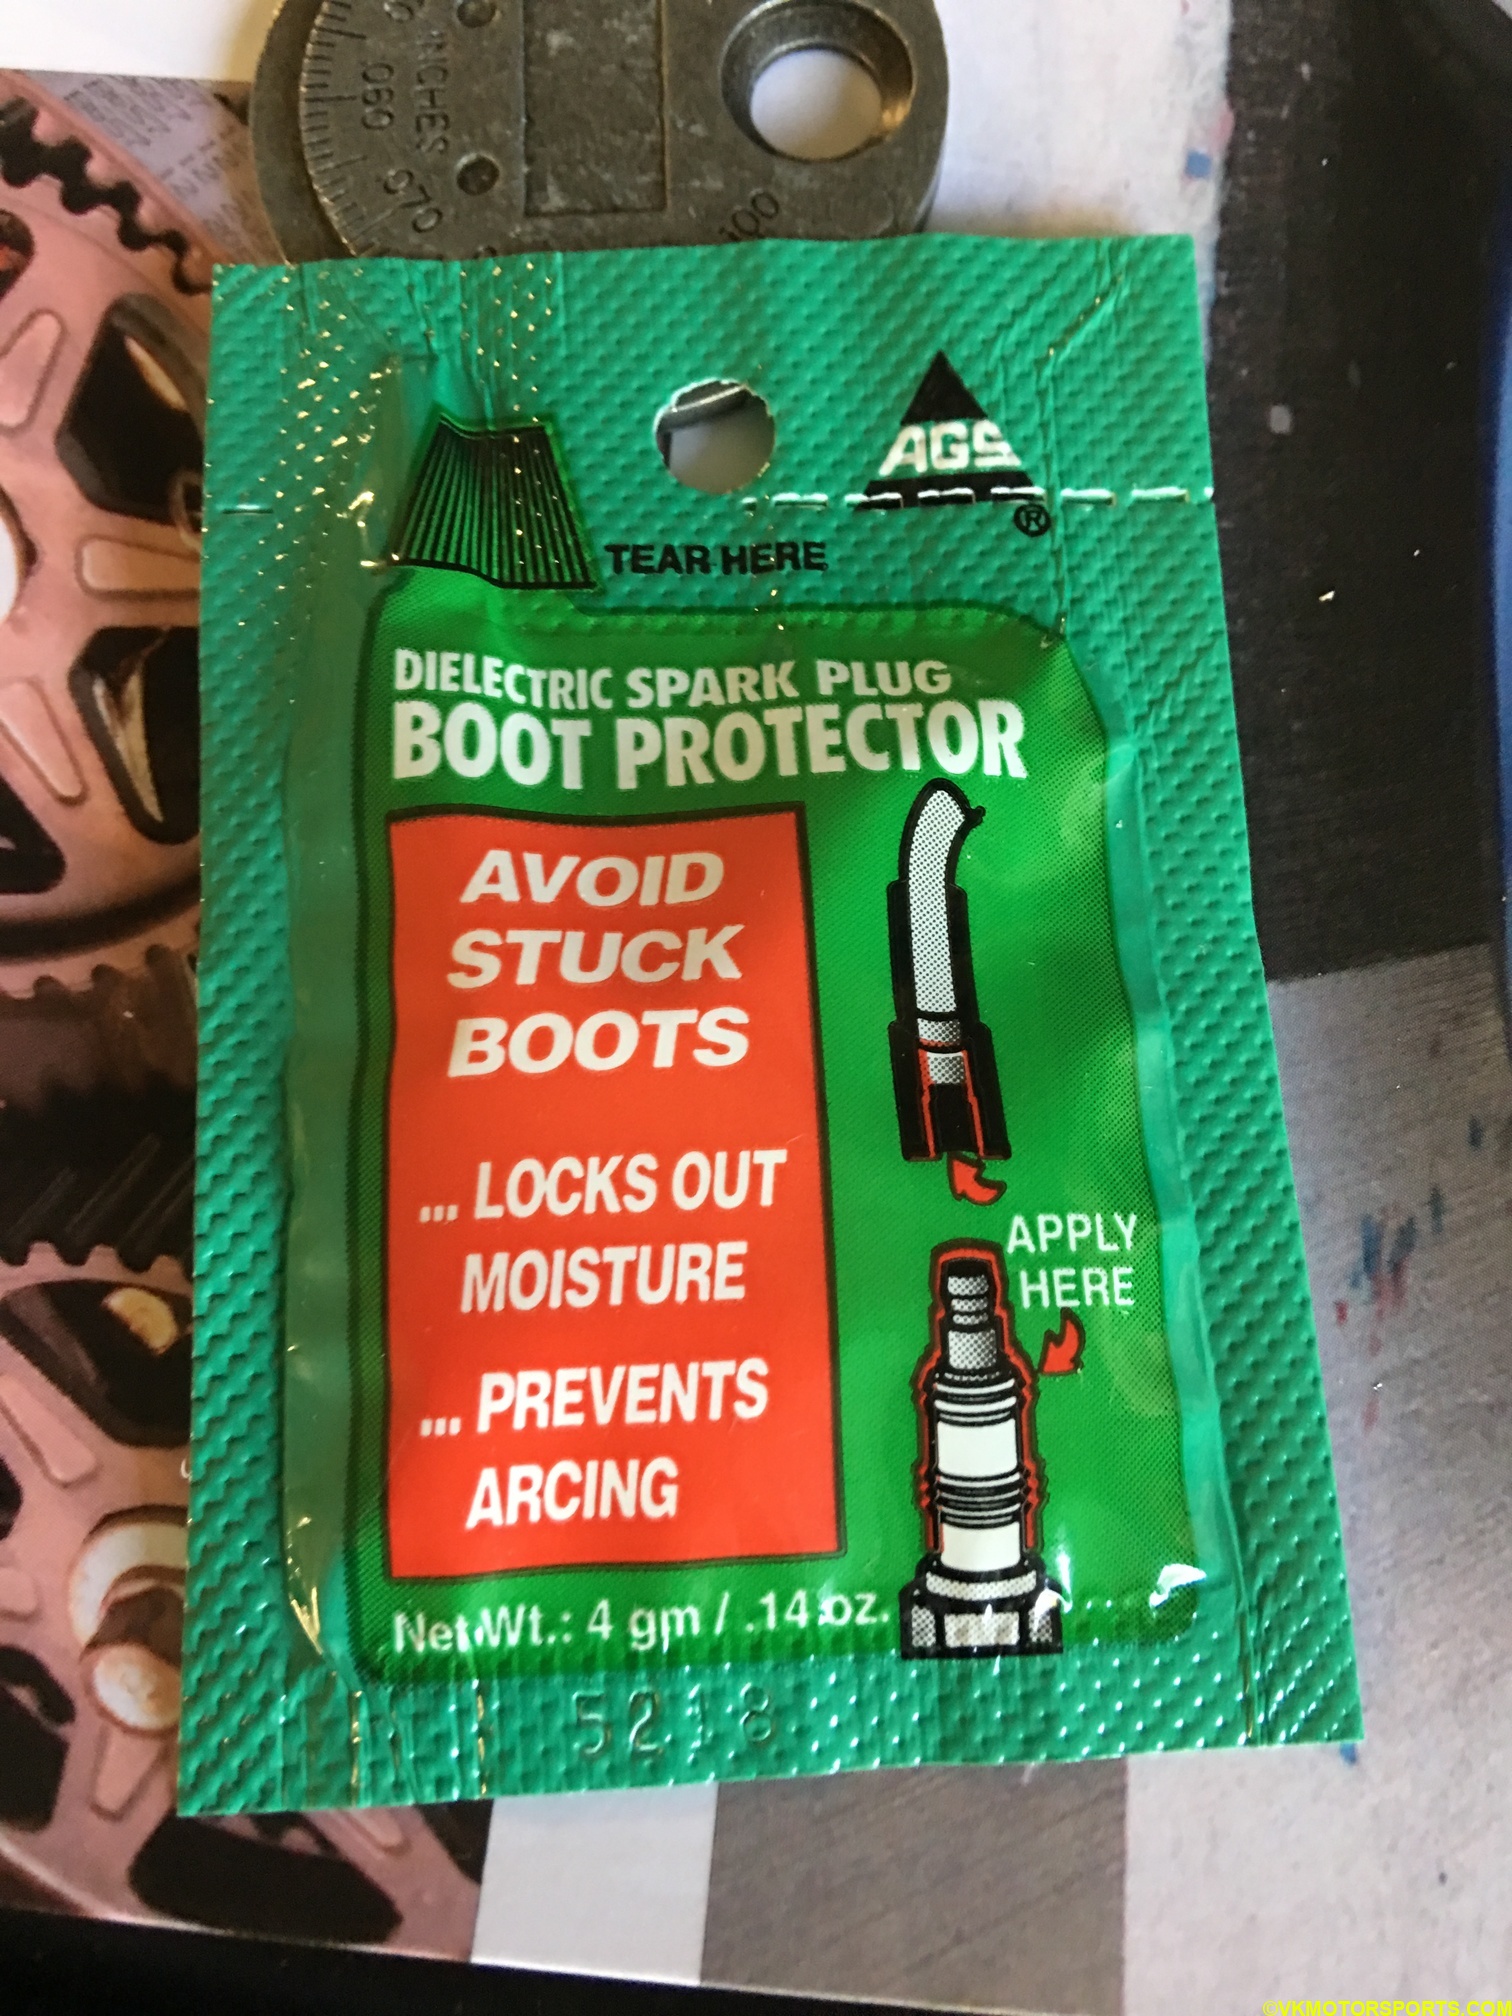 INCHES
060
070
100
AGS
®
TEAR HERE
DIELECTRIC SPARK PLUG
BOOT PROTECTOR
AVOID
STUCK
BOOTS
... LOCKS OUT
MOISTURE
... PREVENTS
ARCING
APPLY
HERE
Net Wt.: 4 gm / .14 oz.
5218
©VKMOTORSPORTS.COM